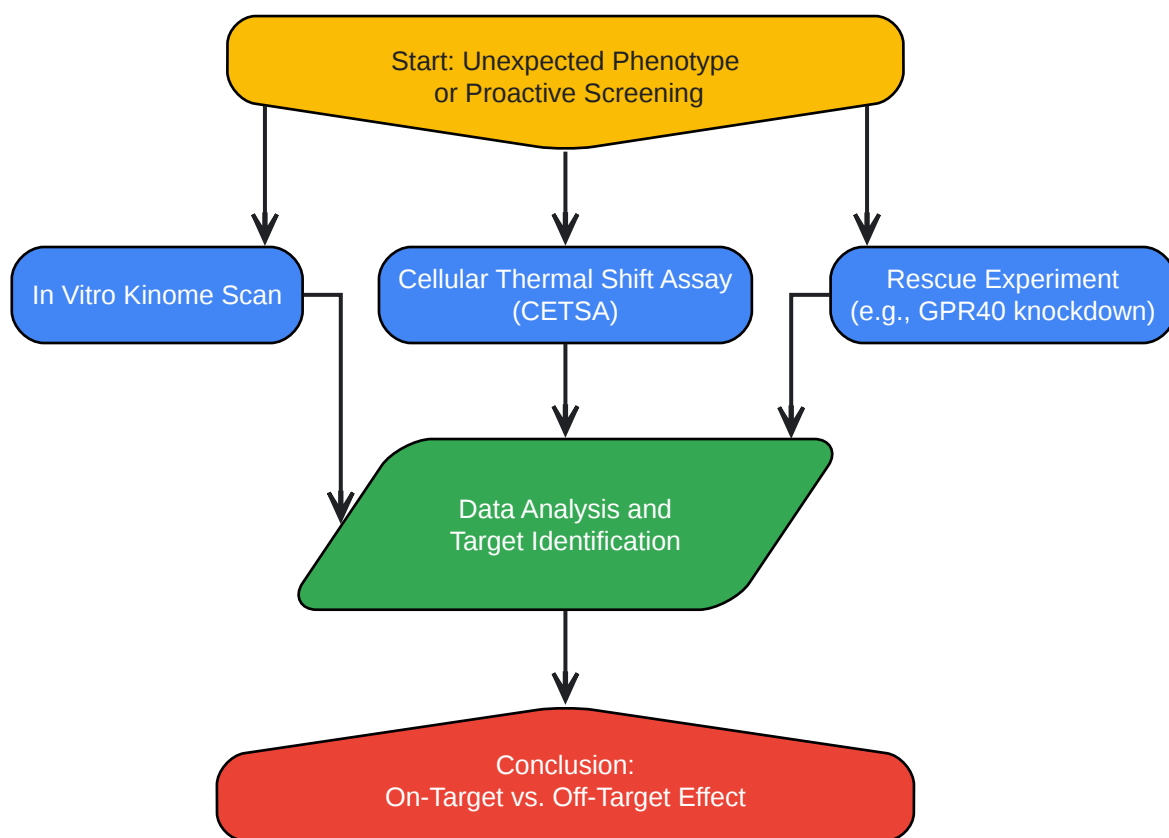 Start: Unexpected Phenotype
or Proactive Screening
In Vitro Kinome Scan
Cellular Thermal Shift Assay
(CETSA)
Rescue Experiment
(e.g., GPR40 knockdown)
Data Analysis and
Target Identification
Conclusion:
On-Target vs. Off-Target Effect